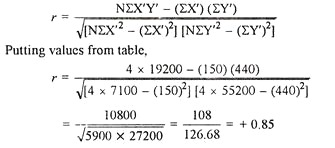 r = NΣX'Y' – (ΣX') (ΣY') / √[NΣX'² – (ΣX')²] [NΣY'² – (ΣY')²]
Putting values from table,
r = 4 × 19200 – (150) (440) / √[4 × 7100 – (150)²] [4 × 55200 – (440)²]
= 10800 / √5900 × 27200 = 108 / 126.68 = + 0.85